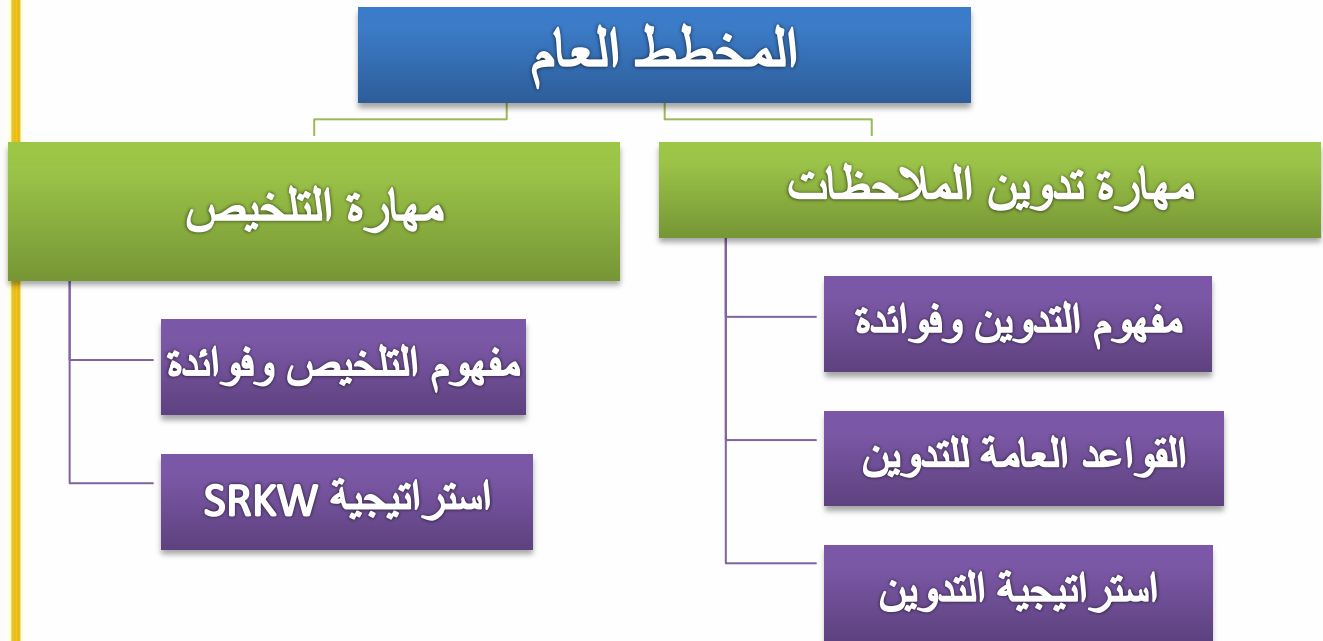 المخطط العام
مهارة تدوين الملاحظات
مفهوم التدوين وفوائدة
القواعد العامة للتدوين
استراتيجية التدوين
مهارة التلخيص
مفهوم التلخيص وفوائدة
استراتيجية SRKW